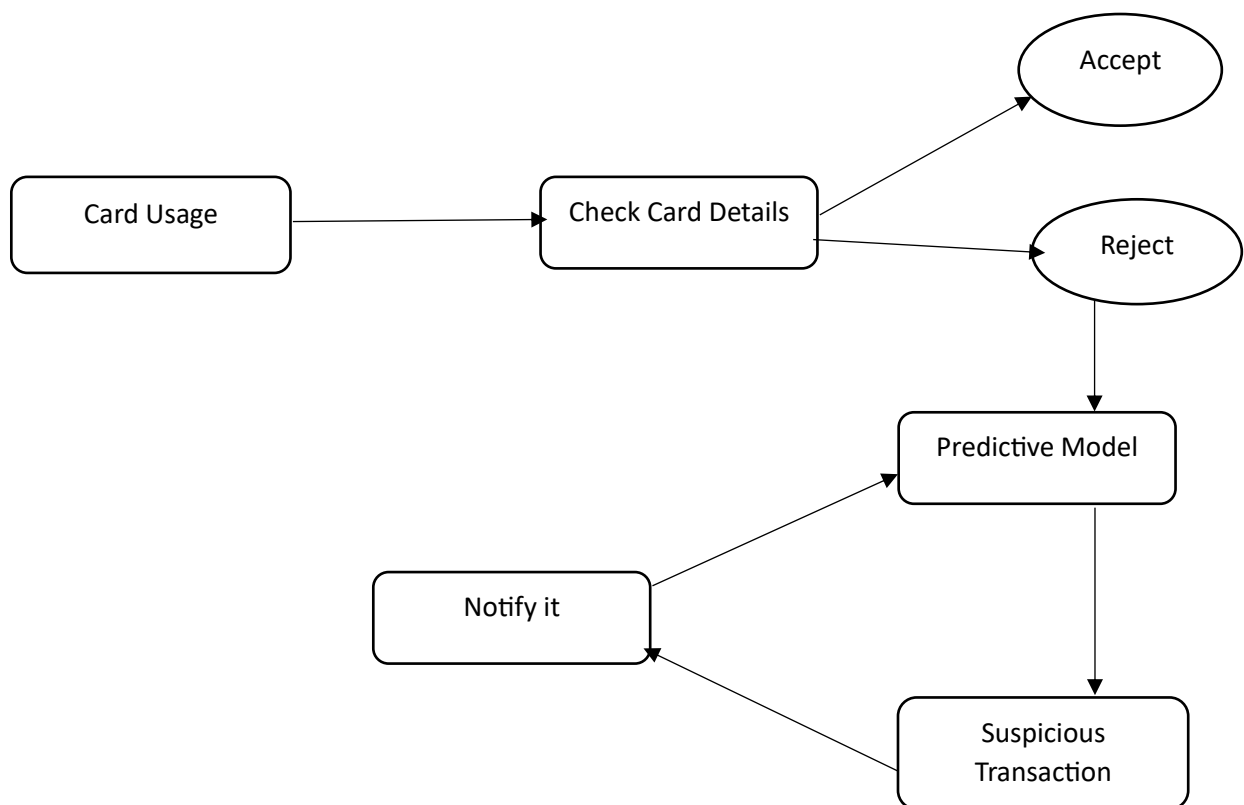 Accept
Card Usage
Check Card Details
Reject
Predictive Model
Notify it
Suspicious
Transaction